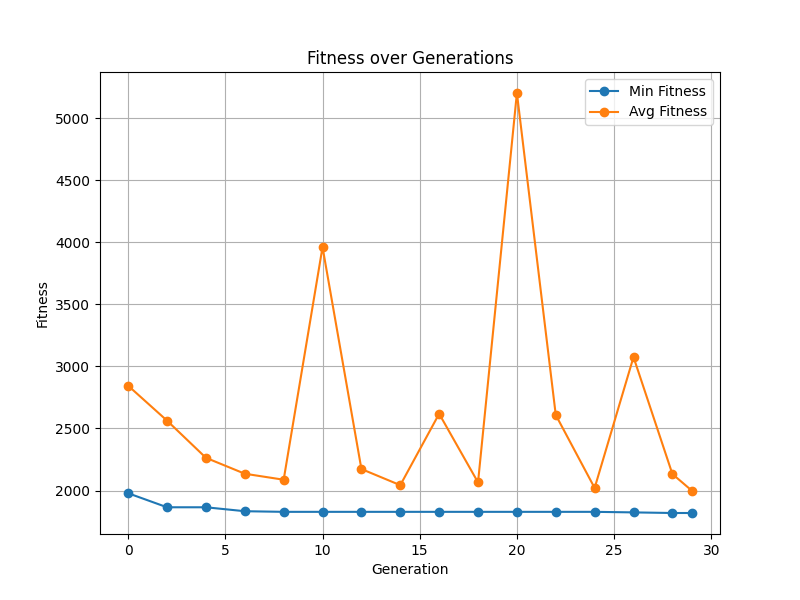 Fitness over Generations
Min Fitness
Avg Fitness
5000
4500
4000
3500
3000
2500
2000
Fitness
0 5 10 15 20 25 30
Generation